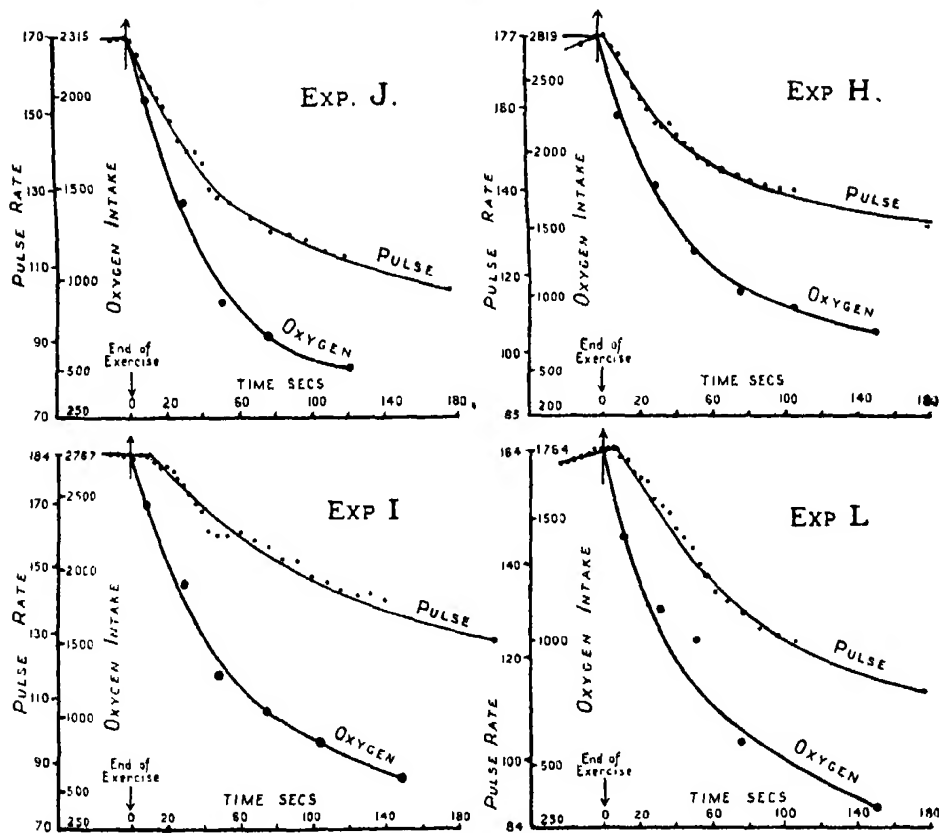 170 2315
2000
150
EXP. J.
130
1500
PULSE RATE
OXYGEN INTAKE
110
1000
PULSE
OXYGEN
90
500
End of
Exercise
TIME SECS
70
250
0 20 60 100 140 180
177 2819
2500
EXP H.
160
2000
140
PULSE
PULSE RATE
OXYGEN INTAKE
1500
120
1000
OXYGEN
100
500
End of
Exercise
TIME SECS
85
200
0 20 60 100 140 180
184 2767
2500
170
EXP I
150
2000
PULSE
PULSE RATE
OXYGEN INTAKE
130
1500
110
1000
OXYGEN
90
500
End of
Exercise
TIME SECS
70
0 20 60 100 140 180
164 1764
1500
EXP L
140
OXYGEN INTAKE
1000
120
PULSE
PULSE RATE
100
500
OXYGEN
End of
Exercise
TIME SECS
84
0 20 60 100 140 180